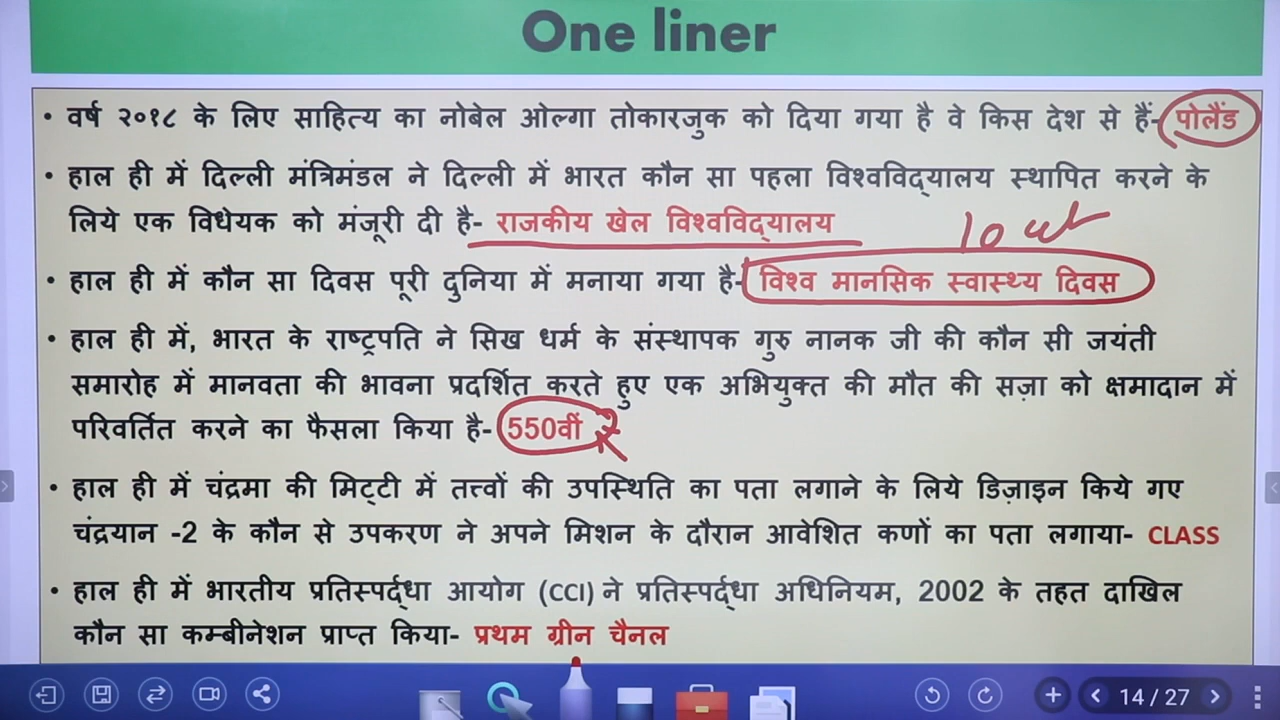 One liner
• वर्ष २०१८ के लिए साहित्य का नोबेल ओल्गा तोकारजुक को दिया गया है वे किस देश से हैं- पोलैंड
• हाल ही में दिल्ली मंत्रिमंडल ने दिल्ली में भारत कौन सा पहला विश्वविद्यालय स्थापित करने के
लिये एक विधेयक को मंजूरी दी है- राजकीय खेल विश्वविद्यालय
10
• हाल ही में कौन सा दिवस पूरी दुनिया में मनाया गया है- विश्व मानसिक स्वास्थ्य दिवस
• हाल ही में, भारत के राष्ट्रपति ने सिख धर्म के संस्थापक गुरु नानक जी की कौन सी जयंती
समारोह में मानवता की भावना प्रदर्शित करते हुए एक अभियुक्त की मौत की सज़ा को क्षमादान में
परिवर्तित करने का फैसला किया है- 550वीं
• हाल ही में चंद्रमा की मिट्टी में तत्त्वों की उपस्थिति का पता लगाने के लिये डिज़ाइन किये गए
चंद्रयान -2 के कौन से उपकरण ने अपने मिशन के दौरान आवेशित कणों का पता लगाया- CLASS
• हाल ही में भारतीय प्रतिस्पर्द्धा आयोग (CCI) ने प्रतिस्पर्द्धा अधिनियम, 2002 के तहत दाखिल
कौन सा कम्बीनेशन प्राप्त किया- प्रथम ग्रीन चैनल
14 / 27